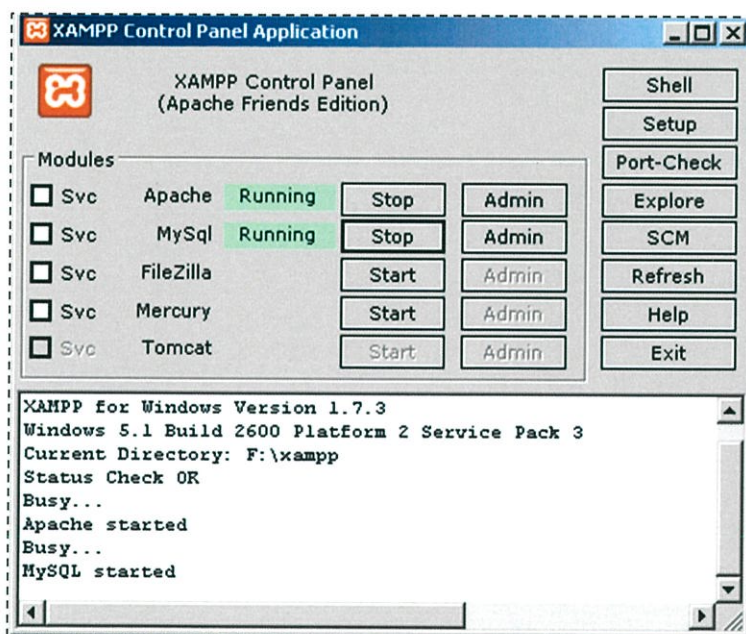 XAMPP Control Panel Application
XAMPP Control Panel
(Apache Friends Edition)
Shell
Setup
Port-Check
Explore
SCM
Refresh
Help
Exit
Modules
Svc Apache Running Stop Admin
Svc MySql Running Stop Admin
Svc FileZilla Start Admin
Svc Mercury Start Admin
Svc Tomcat Start Admin
XAMPP for Windows Version 1.7.3
Windows 5.1 Build 2600 Platform 2 Service Pack 3
Current Directory: F:\xampp
Status Check OK
Busy...
Apache started
Busy...
MySQL started